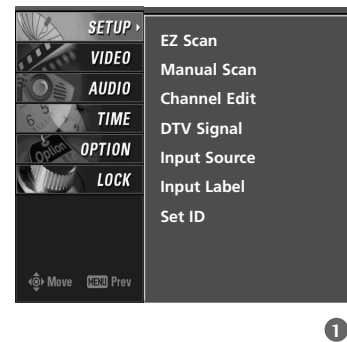 SETUP
VIDEO
AUDIO
TIME
OPTION
LOCK
Move MENU Prev
EZ Scan
Manual Scan
Channel Edit
DTV Signal
Input Source
Input Label
Set ID
1